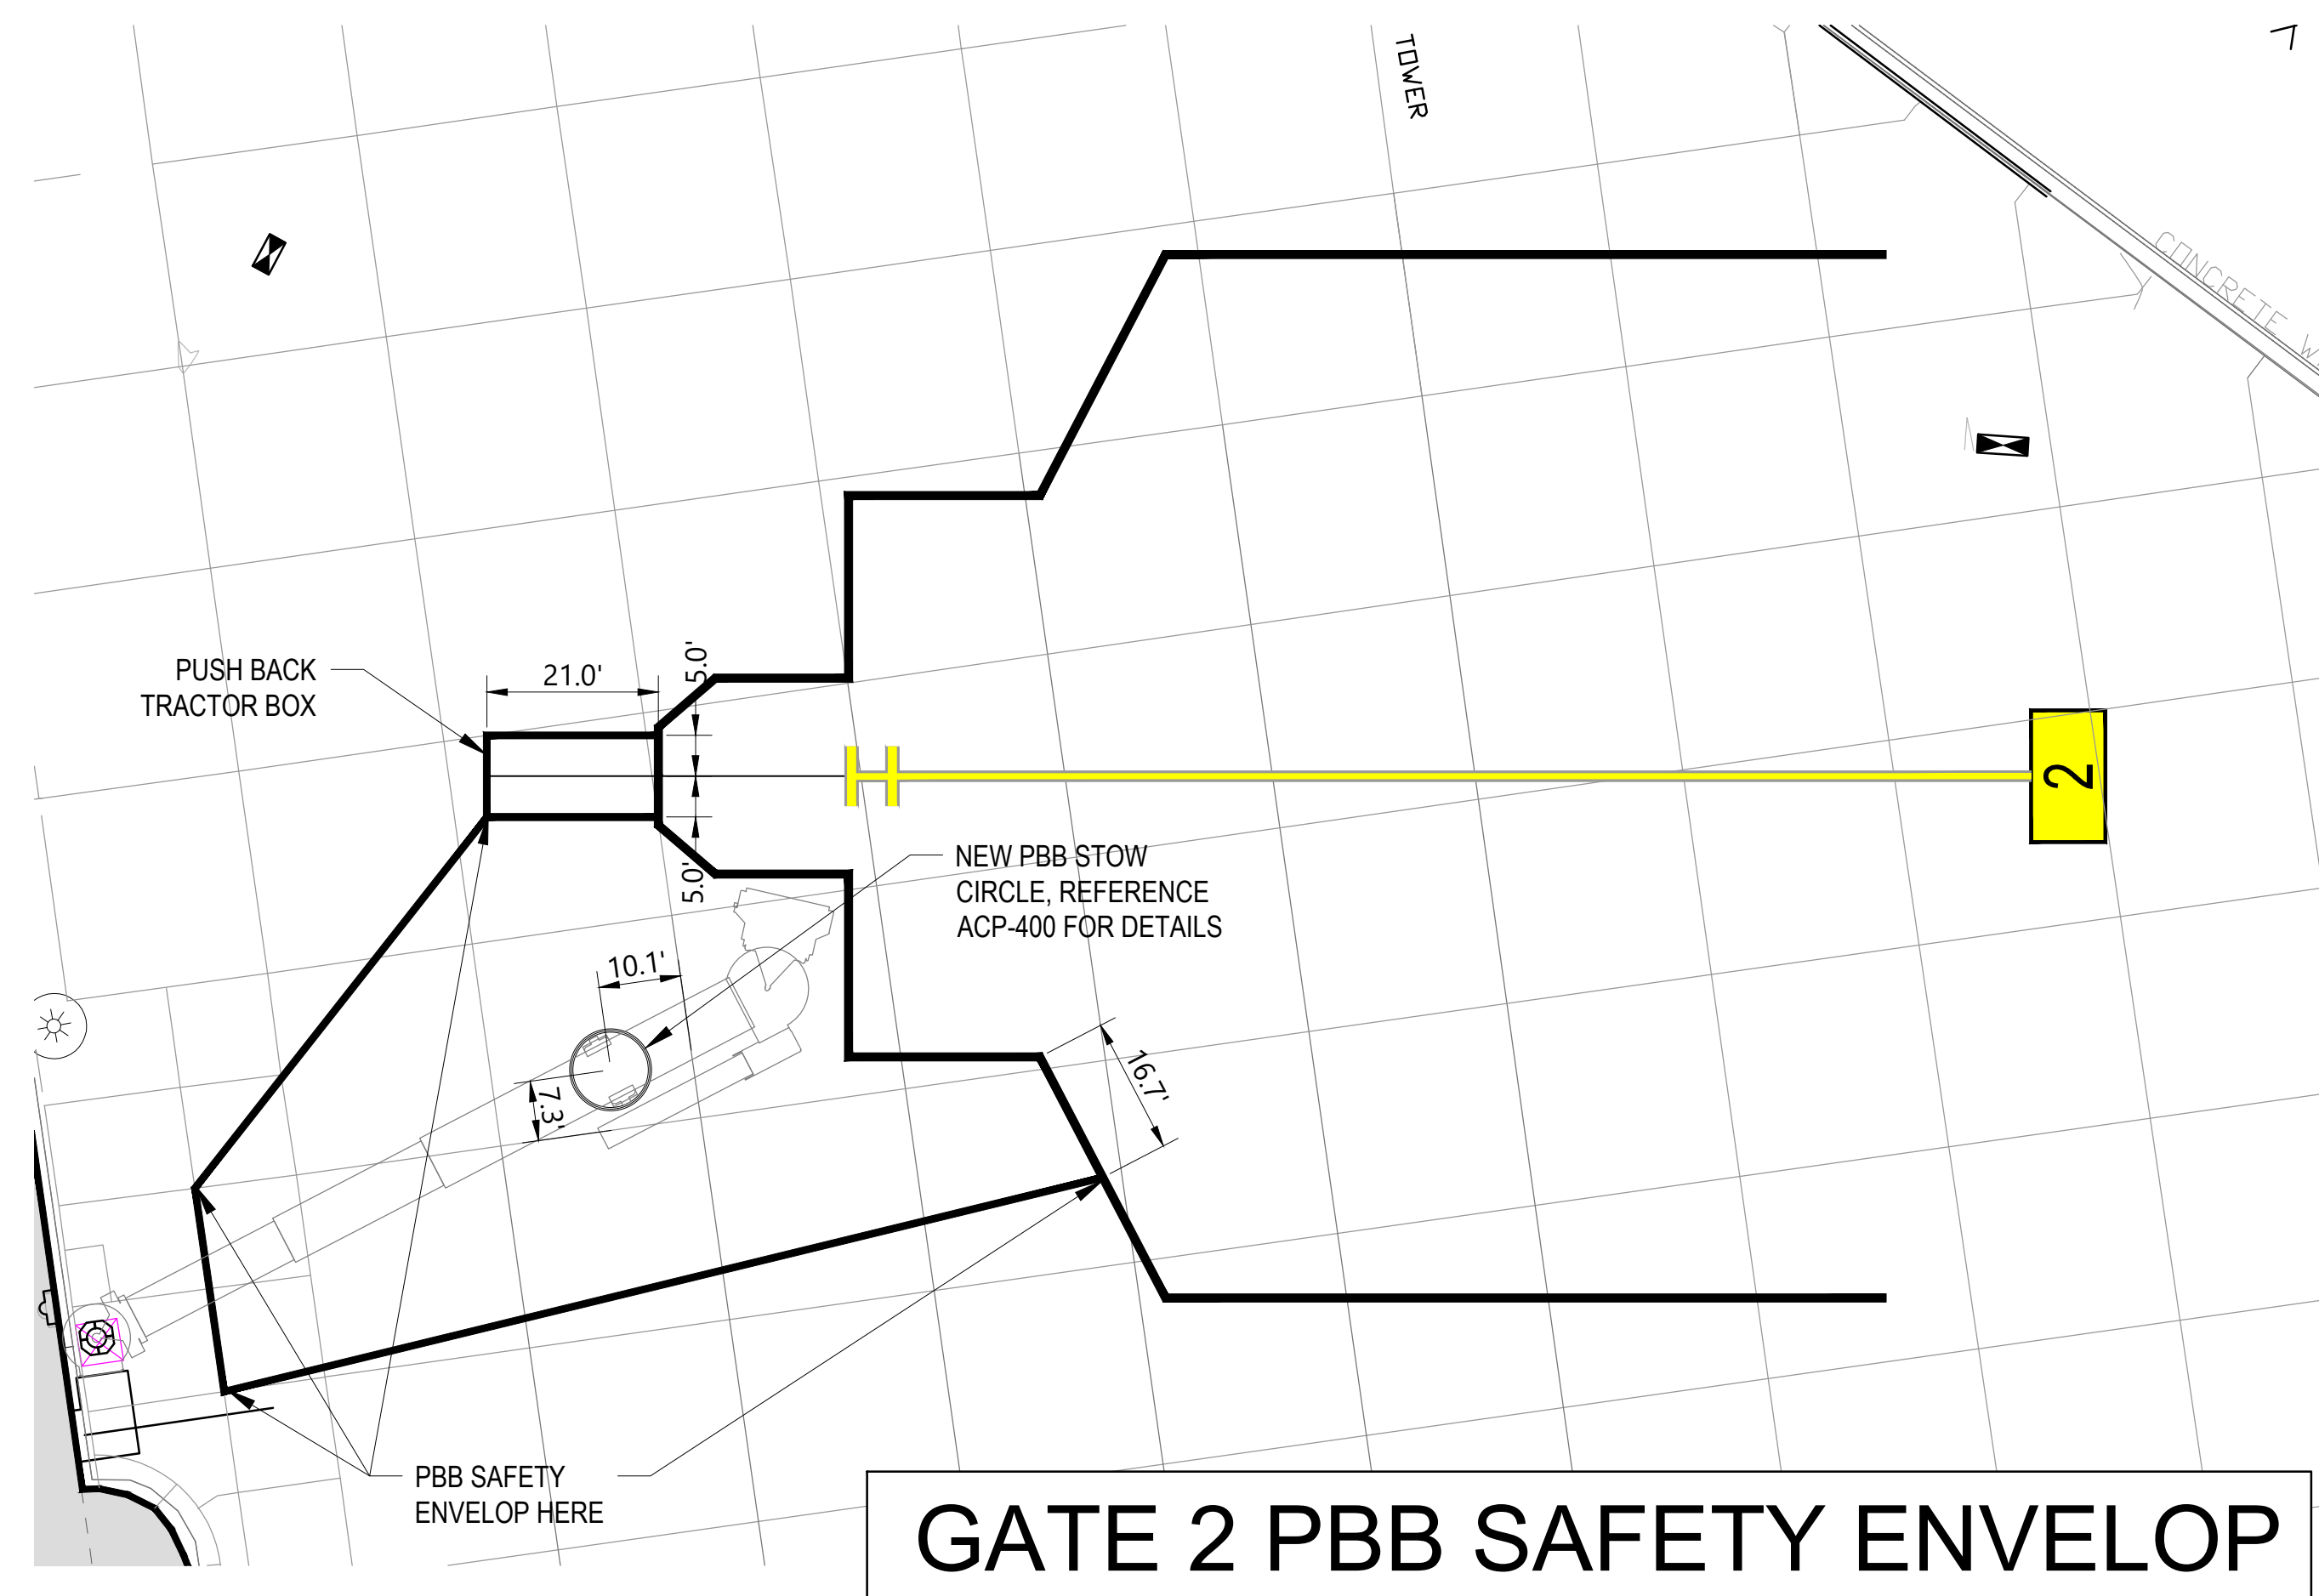 TOWER
CONCRETE
PUSH BACK
TRACTOR BOX
21.0'
5.0'
2
5.0'
NEW PBB STOW
CIRCLE, REFERENCE
ACP-400 FOR DETAILS
10.1'
7.3'
16.7'
PBB SAFETY
ENVELOP HERE
GATE 2 PBB SAFETY ENVELOP